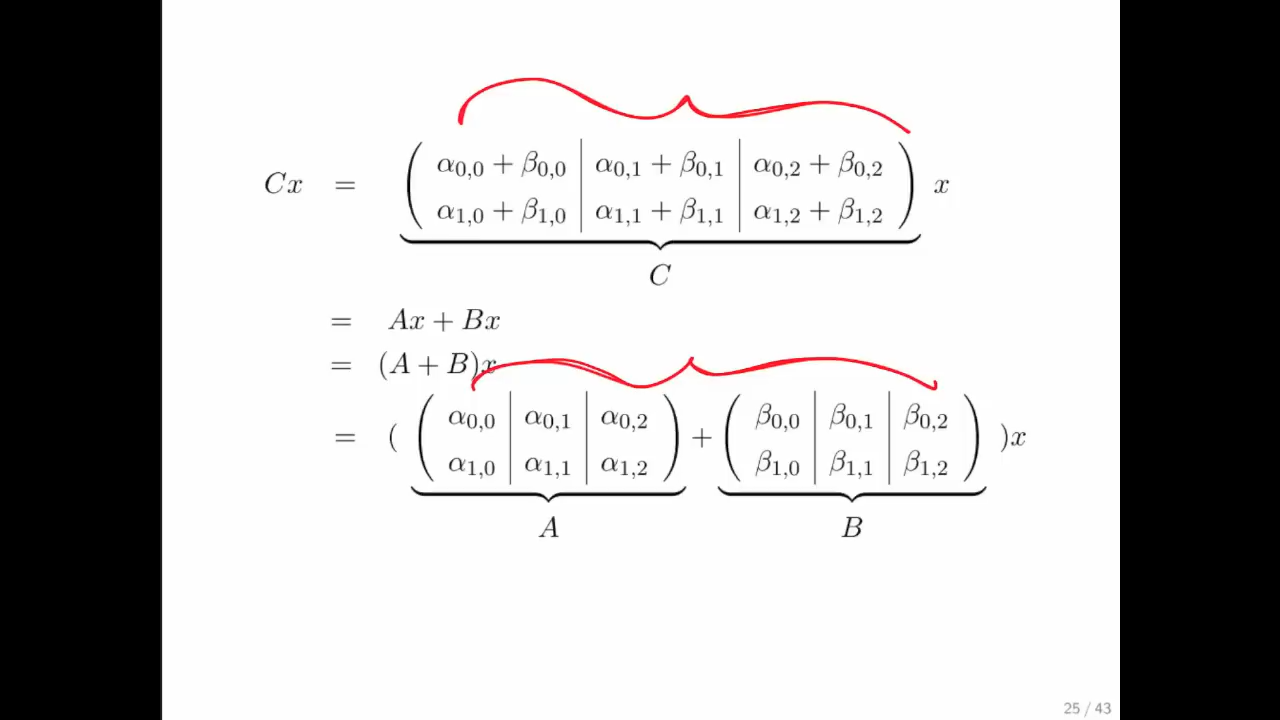 Cx = ( α0,0 + β0,0 | α0,1 + β0,1 | α0,2 + β0,2
α1,0 + β1,0 | α1,1 + β1,1 | α1,2 + β1,2 ) x
C
= Ax + Bx
= (A + B)x
= ( ( α0,0 | α0,1 | α0,2 ) + ( β0,0 | β0,1 | β0,2 ) )x
α1,0 | α1,1 | α1,2 β1,0 | β1,1 | β1,2
A B
25 / 43